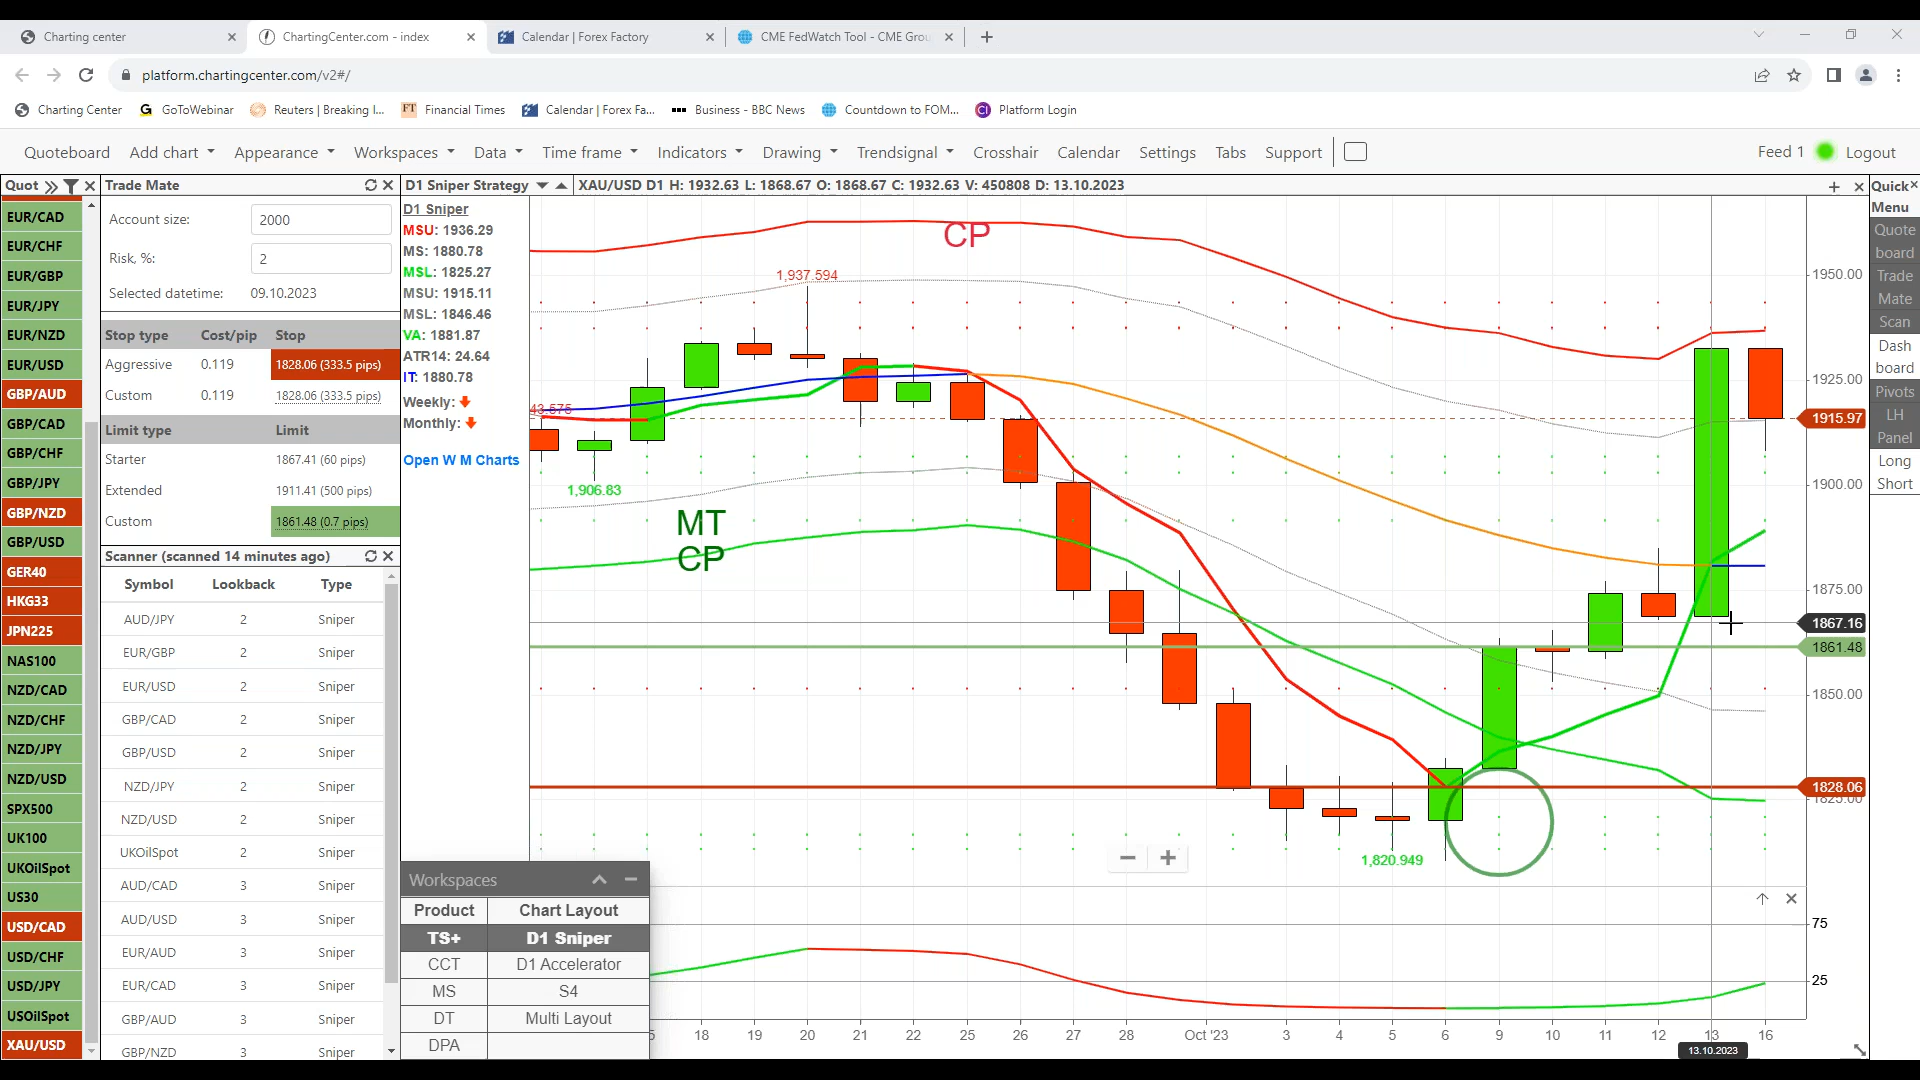 Charting center
ChartingCenter.com - index
Calendar | Forex Factory
CME FedWatch Tool - CME Grou
platform.chartingcenter.com/v2#/
Charting Center
GoToWebinar
Reuters | Breaking I...
FT Financial Times
Calendar | Forex Fa...
Business - BBC News
Countdown to FOM...
CI Platform Login
Quoteboard
Add chart
Appearance
Workspaces
Data
Time frame
Indicators
Drawing
Trendsignal
Crosshair
Calendar
Settings
Tabs
Support
Feed 1
Logout
Quot
EUR/CAD
EUR/CHF
EUR/GBP
EUR/JPY
EUR/NZD
EUR/USD
GBP/AUD
GBP/CAD
GBP/CHF
GBP/JPY
GBP/NZD
GBP/USD
GER40
HKG33
JPN225
NAS100
NZD/CAD
NZD/CHF
NZD/JPY
NZD/USD
SPX500
UK100
UKOilSpot
US30
USD/CAD
USD/CHF
USD/JPY
USOilSpot
XAU/USD
Trade Mate
Account size: 2000
Risk, %: 2
Selected datetime: 09.10.2023
Stop type Cost/pip Stop
Aggressive 0.119 1828.06 (333.5 pips)
Custom 0.119 1828.06 (333.5 pips)
Limit type Limit
Starter 1867.41 (60 pips)
Extended 1911.41 (500 pips)
Custom 1861.48 (0.7 pips)
Scanner (scanned 14 minutes ago)
Symbol Lookback Type
AUD/JPY 2 Sniper
EUR/GBP 2 Sniper
EUR/USD 2 Sniper
GBP/CAD 2 Sniper
GBP/USD 2 Sniper
NZD/JPY 2 Sniper
NZD/USD 2 Sniper
UKOilSpot 2 Sniper
AUD/CAD 3 Sniper
AUD/USD 3 Sniper
EUR/AUD 3 Sniper
EUR/CAD 3 Sniper
GBP/AUD 3 Sniper
GBP/NZD 3 Sniper
D1 Sniper Strategy
XAU/USD D1 H: 1932.63 L: 1868.67 O: 1868.67 C: 1932.63 V: 450808 D: 13.10.2023
D1 Sniper
MSU: 1936.29
MS: 1880.78
MSL: 1825.27
MSU: 1915.11
MSL: 1846.46
VA: 1881.87
ATR14: 24.64
IT: 1880.78
Weekly:
Monthly:
Open W M Charts
CP
1,937.594
43.575
1,906.83
MT
CP
1,820.949
1950.00
1925.00
1915.97
1900.00
1875.00
1867.16
1861.48
1850.00
1828.06
1825.00
75
25
Workspaces
Product Chart Layout
TS+ D1 Sniper
CCT D1 Accelerator
MS S4
DT Multi Layout
DPA
5 18 19 20 21 22 25 26 27 28 Oct '23 3 4 5 6 9 10 11 12 13 16
13.10.2023
Quick
Menu
Quote
board
Trade
Mate
Scan
Dash
board
Pivots
LH
Panel
Long
Short